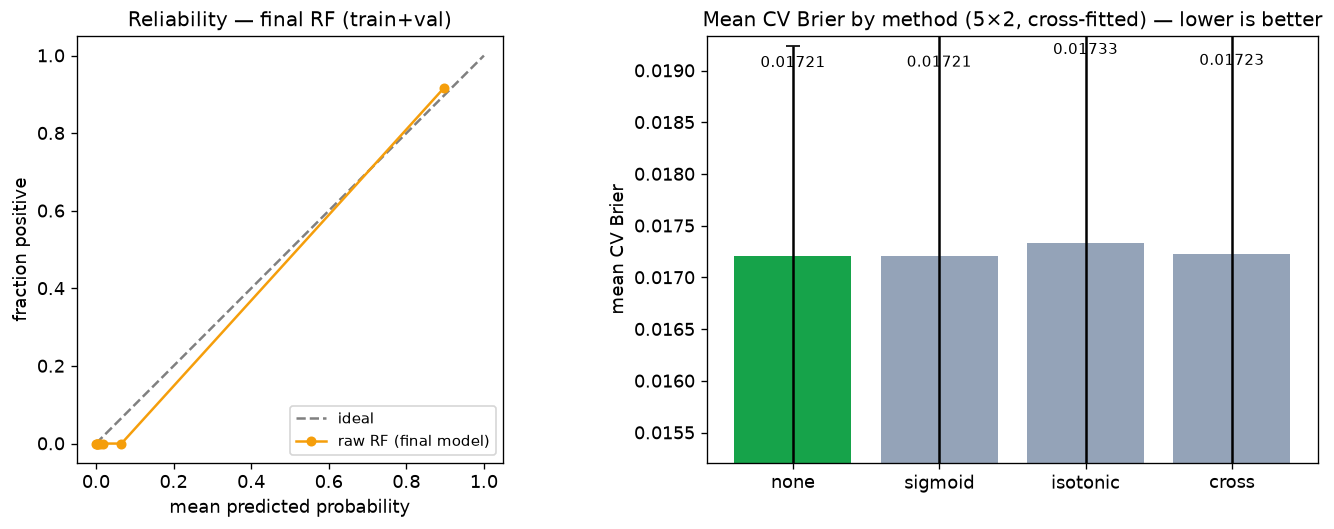 Reliability — final RF (train+val)
fraction positive
1.0
0.8
0.6
0.4
0.2
0.0
0.0 0.2 0.4 0.6 0.8 1.0
mean predicted probability
ideal
raw RF (final model)
Mean CV Brier by method (5×2, cross-fitted) — lower is better
mean CV Brier
0.0190
0.0185
0.0180
0.0175
0.0170
0.0165
0.0160
0.0155
0.01721 0.01721 0.01733 0.01723
none sigmoid isotonic cross